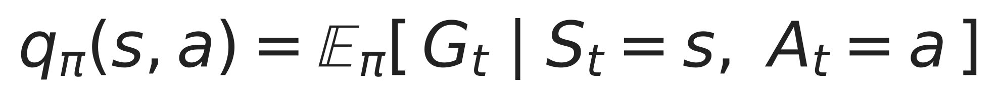 qπ(s, a) = 𝔼π[ Gt | St = s, At = a ]